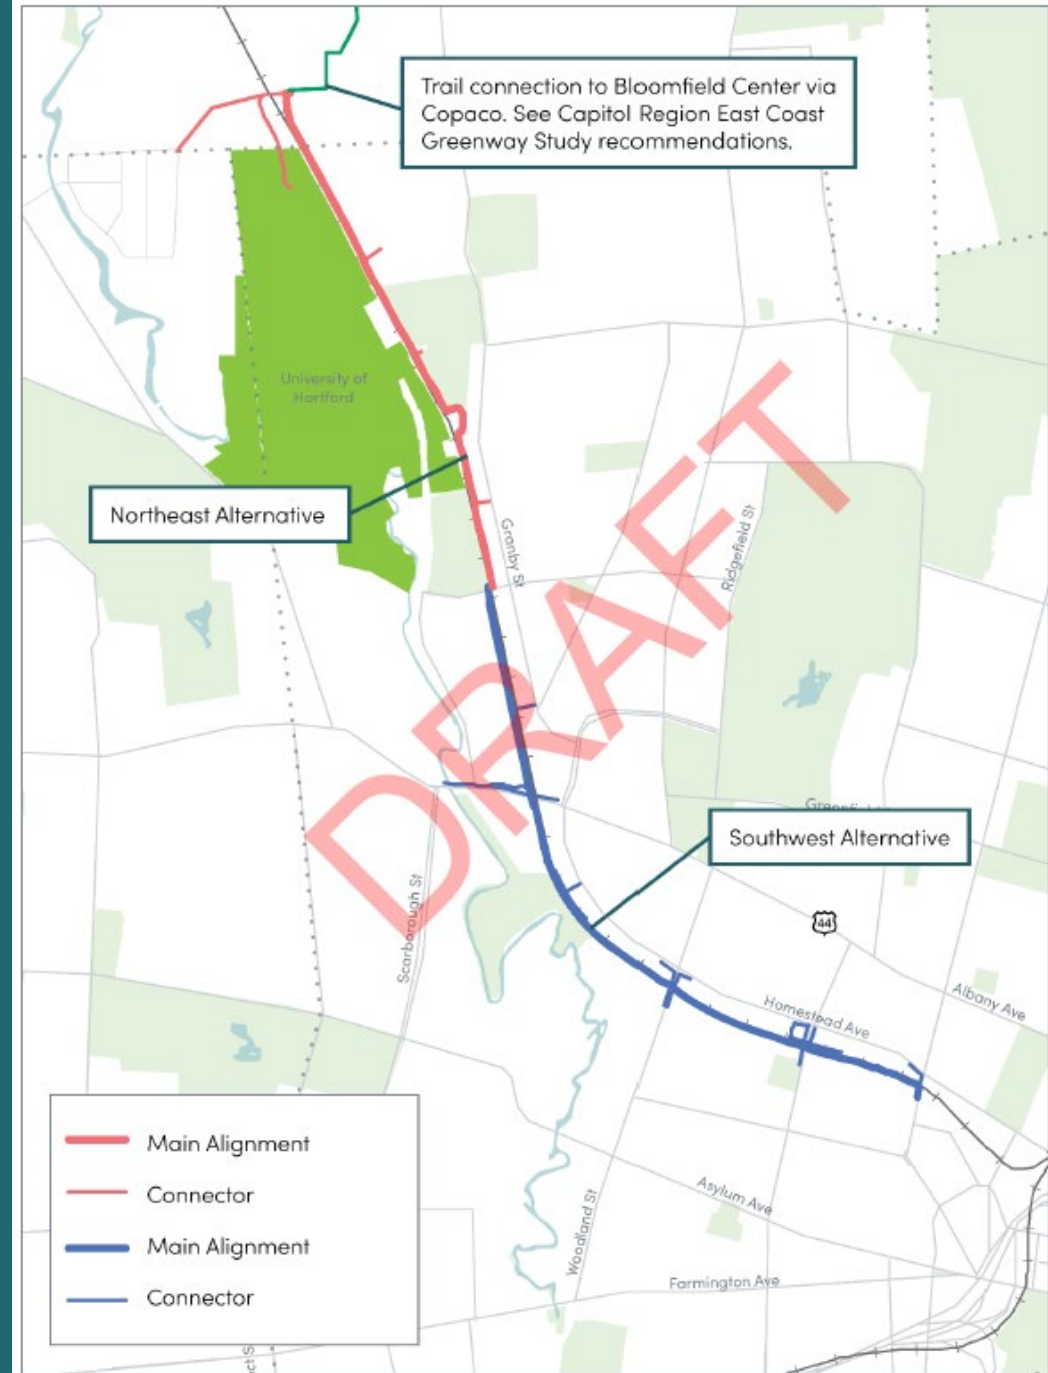 Trail connection to Bloomfield Center via
Copaco. See Capitol Region East Coast
Greenway Study recommendations.
University of
Hartford
Northeast Alternative
Granby St
Ridgefield St
DRAFT
Southwest Alternative
44
Scarborough St
Albany Ave
Homestead Ave
Main Alignment
Connector
Main Alignment
Connector
Asylum Ave
Woodland St
Farmington Ave